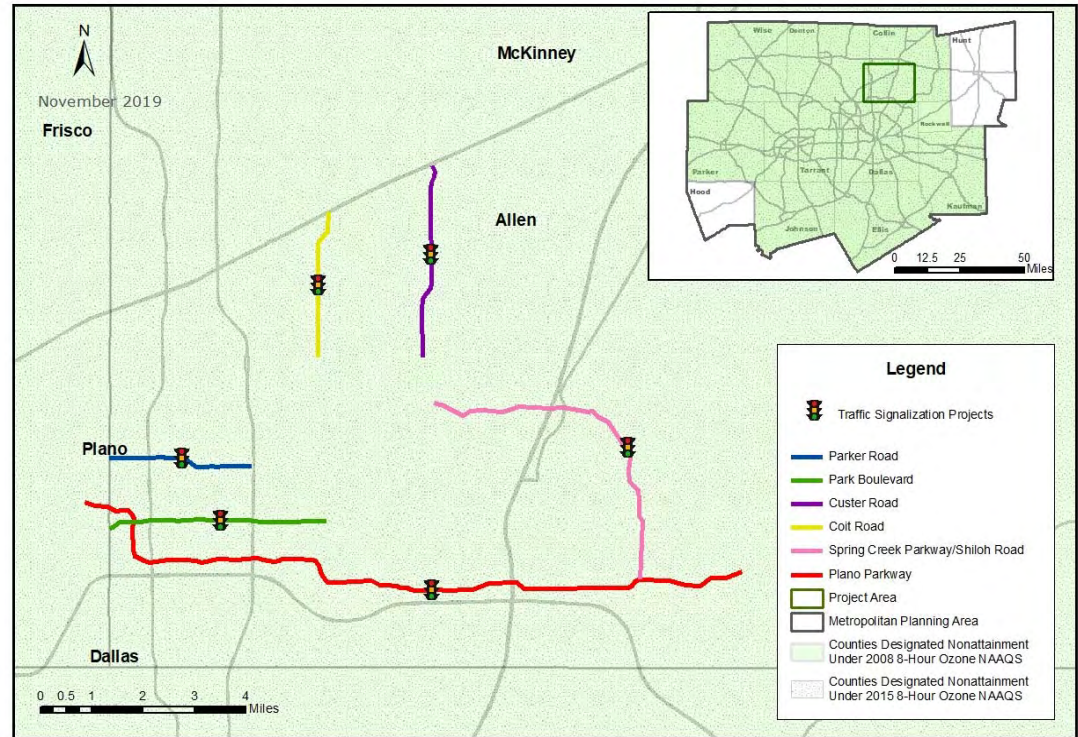 N
November 2019
Frisco
McKinney
Allen
Plano
Dallas
0 0.5 1 2 3 4
Miles
Wise
Denton
Collin
Hunt
Rockwall
Parker
Tarrant
Dallas
Hood
Kaufman
Johnson
Ellis
0 12.5 25 50
Miles
Legend
Traffic Signalization Projects
Parker Road
Park Boulevard
Custer Road
Coit Road
Spring Creek Parkway/Shiloh Road
Plano Parkway
Project Area
Metropolitan Planning Area
Counties Designated Nonattainment
Under 2008 8-Hour Ozone NAAQS
Counties Designated Nonattainment
Under 2015 8-Hour Ozone NAAQS